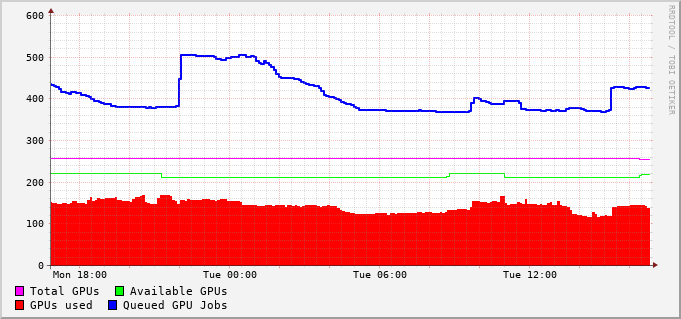 600
500
400
300
200
100
0
Mon 18:00 Tue 00:00 Tue 06:00 Tue 12:00
Total GPUs Available GPUs
GPUs used Queued GPU Jobs
RRDTOOL / TOBI OETIKER